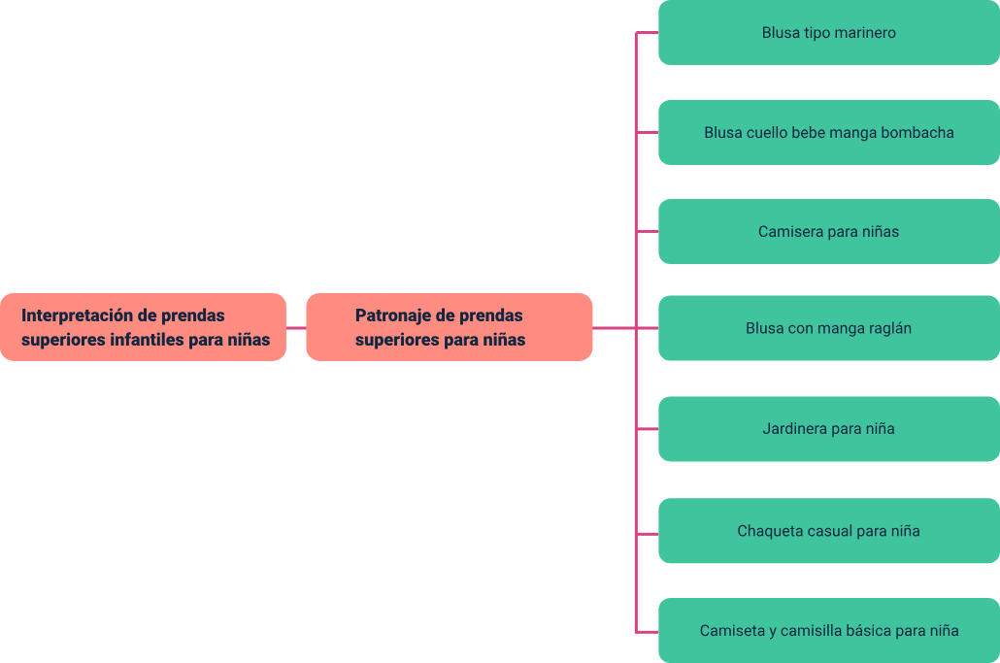 Interpretación de prendas
superiores infantiles para niñas
Patronaje de prendas
superiores para niñas
Blusa tipo marinero
Blusa cuello bebe manga bombacha
Camisera para niñas
Blusa con manga raglán
Jardinera para niña
Chaqueta casual para niña
Camiseta y camisilla básica para niña